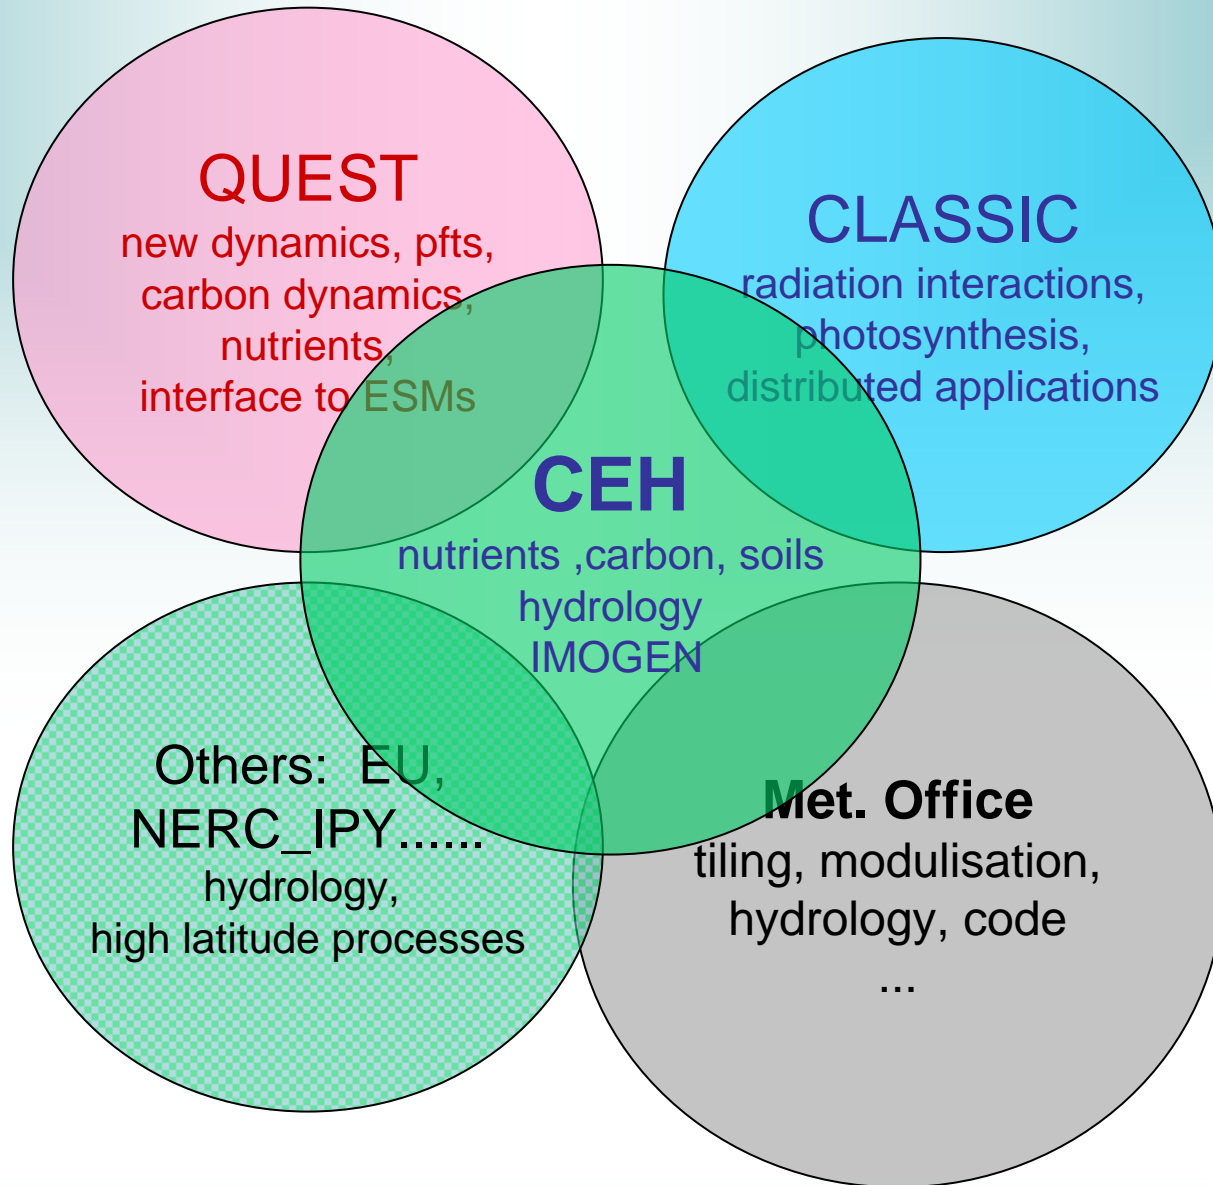 QUEST
new dynamics, pfts,
carbon dynamics,
nutrients,
interface to ESMs
CLASSIC
radiation interactions,
photosynthesis,
distributed applications
CEH
nutrients ,carbon, soils
hydrology
IMOGEN
Others:  EU,
NERC_IPY......
hydrology,
high latitude processes
Met. Office
tiling, modulisation,
hydrology, code
...